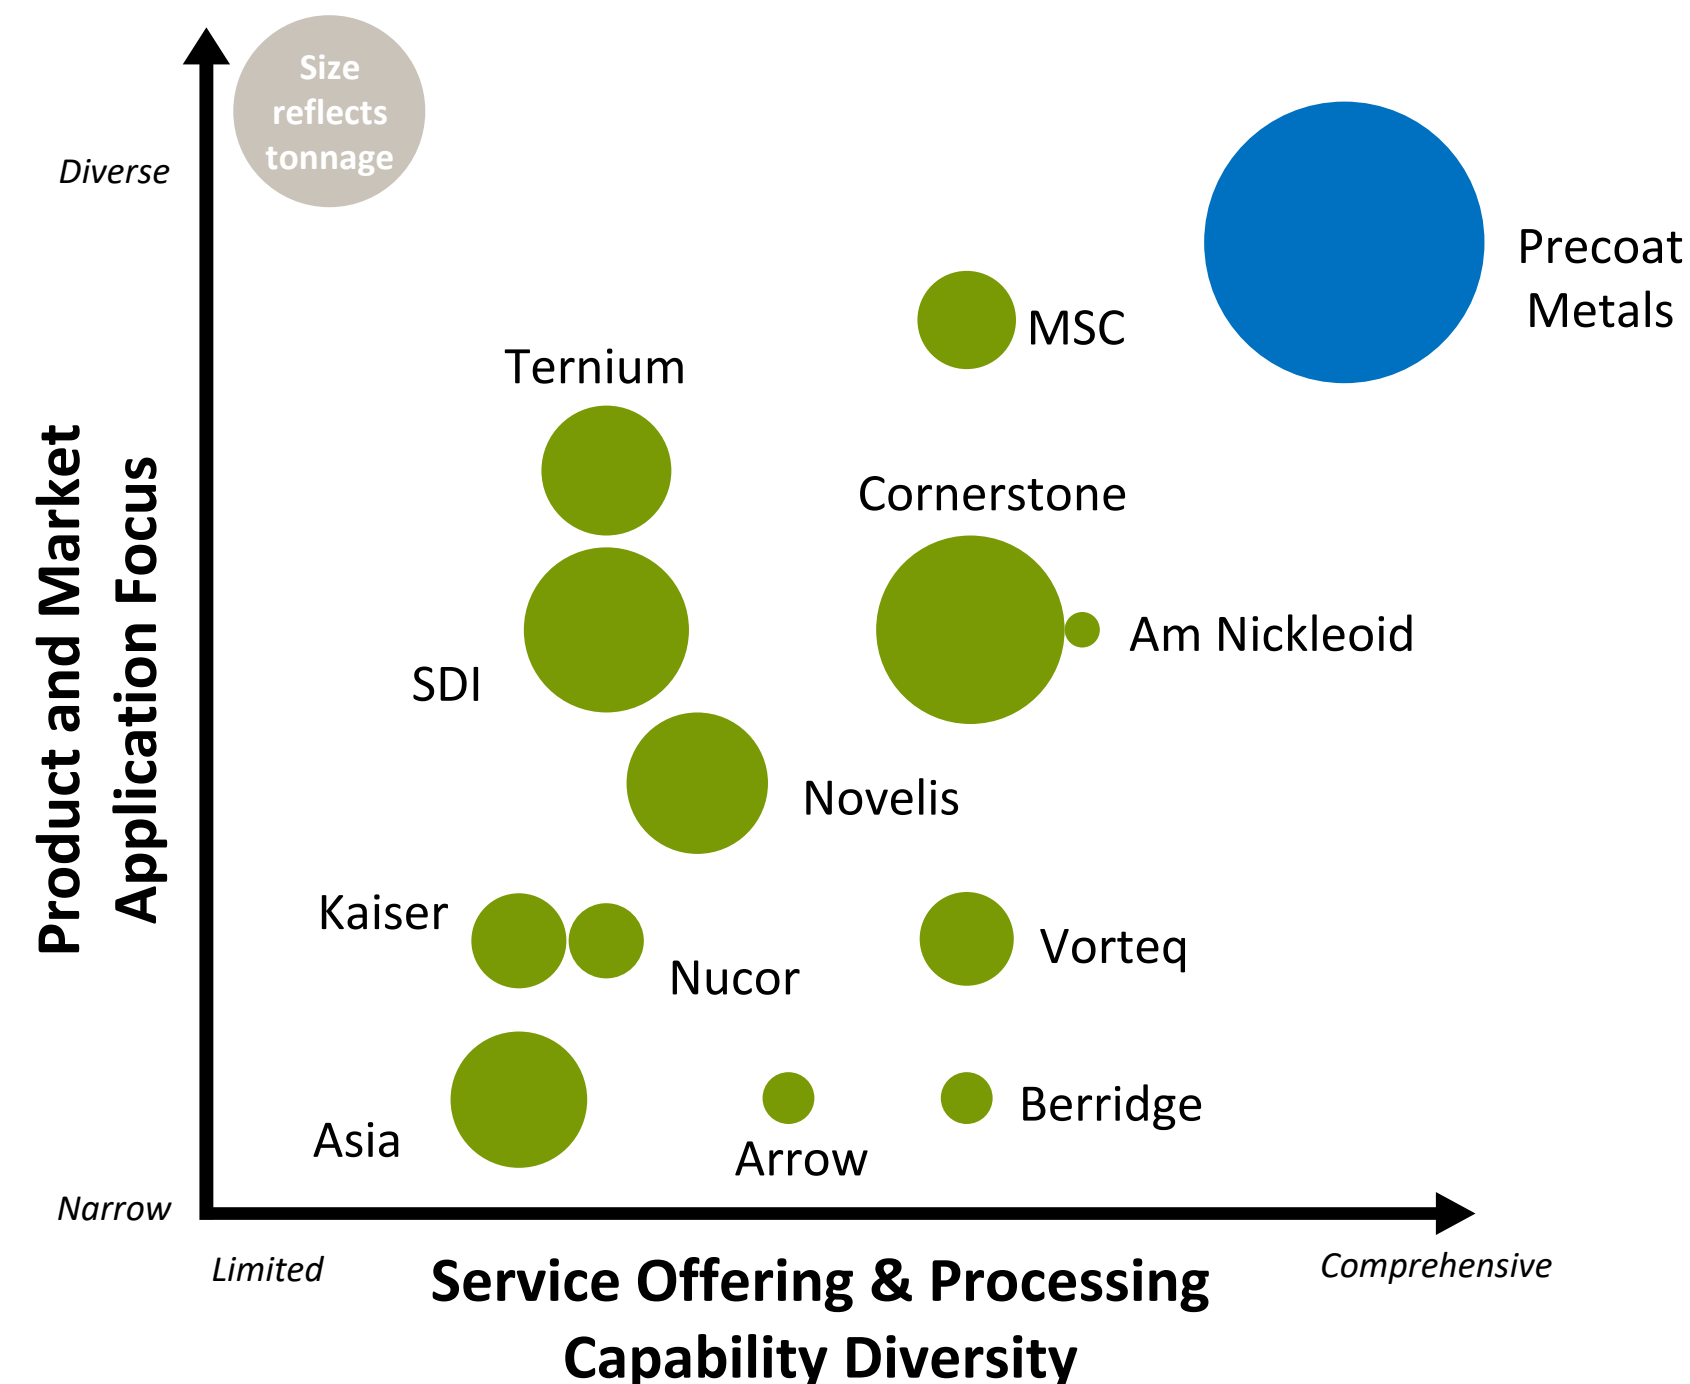 Size
reflects
tonnage
Diverse
Precoat
Metals
MSC
Ternium
Cornerstone
Product and Market
Application Focus
Am Nickleoid
SDI
Novelis
Kaiser
Nucor
Vorteq
Asia
Arrow
Berridge
Narrow
Limited
Comprehensive
Service Offering & Processing
Capability Diversity